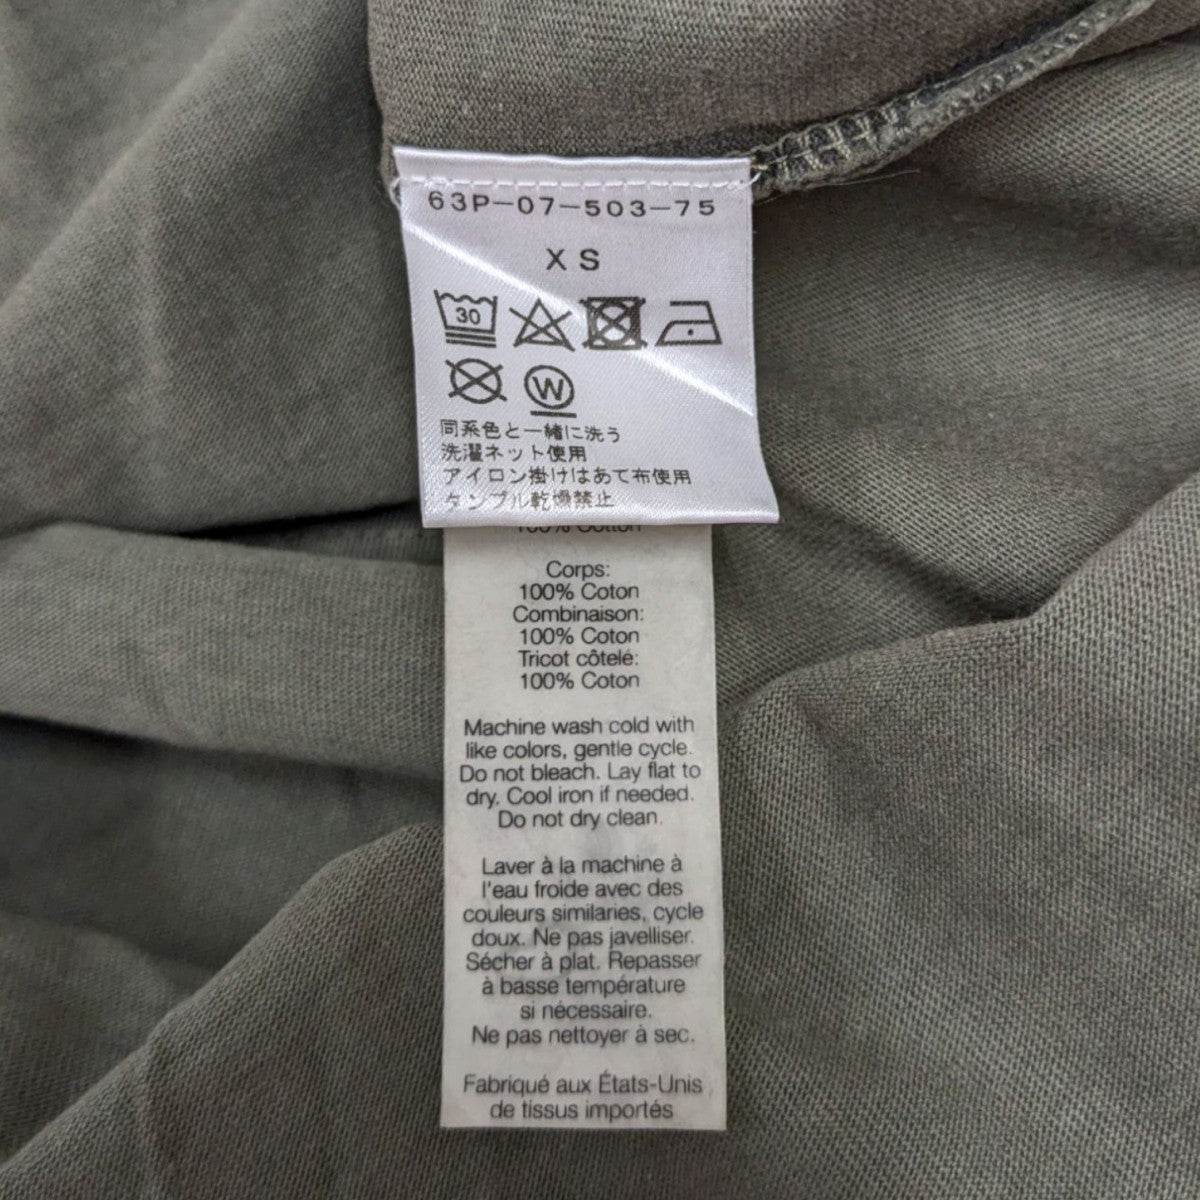 63P-07-503-75
XS
30
W
同系色と一緒に洗う
洗濯ネット使用
アイロン掛けはあて布使用
タンブル乾燥禁止
100% Cotton
Corps:
100% Coton
Combinaison:
100% Coton
Tricot côtelé:
100% Coton
Machine wash cold with
like colors, gentle cycle.
Do not bleach. Lay flat to
dry. Cool iron if needed.
Do not dry clean.
Laver à la machine à
l'eau froide avec des
couleurs similaries, cycle
doux. Ne pas javelliser.
Sécher à plat. Repasser
à basse température
si nécessaire.
Ne pas nettoyer à sec.
Fabriqué aux États-Unis
de tissus importés